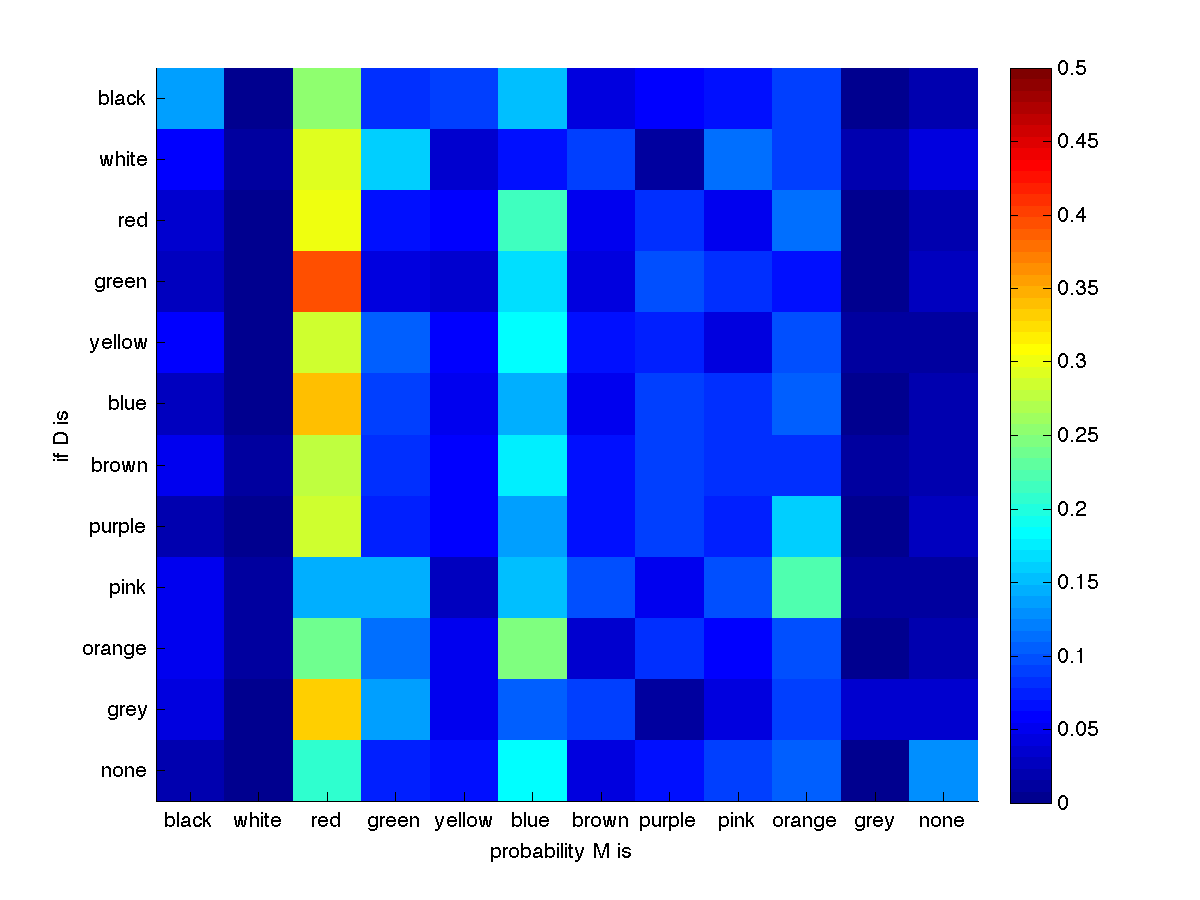 black
white
red
green
yellow
blue
brown
purple
pink
orange
grey
none
if D is
black white red green yellow blue brown purple pink orange grey none
probability M is
0.5
0.45
0.4
0.35
0.3
0.25
0.2
0.15
0.1
0.05
0